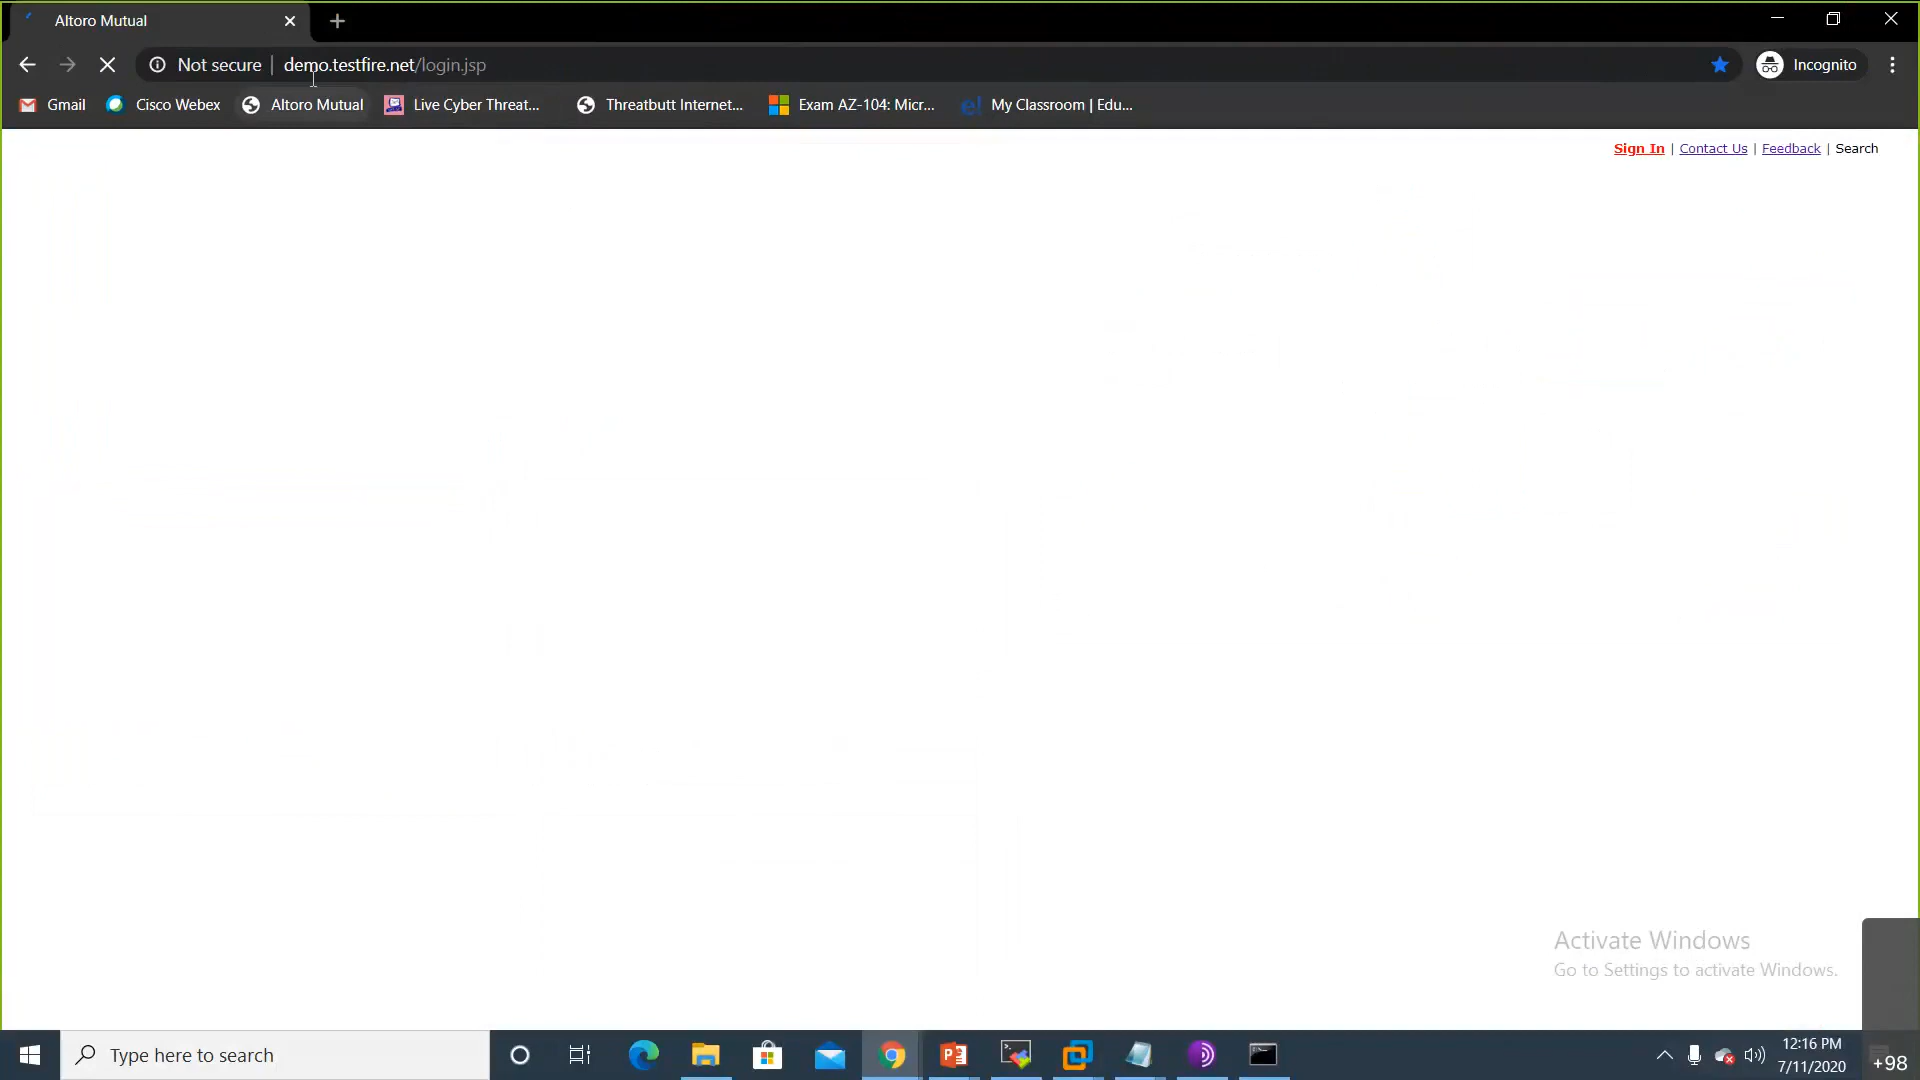 Altoro Mutual
Not secure | demo.testfire.net/login.jsp
Incognito
Gmail Cisco Webex Altoro Mutual Live Cyber Threat... Threatbutt Internet... Exam AZ-104: Micr... My Classroom | Edu...
Sign In | Contact Us | Feedback | Search
Activate Windows
Go to Settings to activate Windows.
Type here to search
12:16 PM
7/11/2020
+98